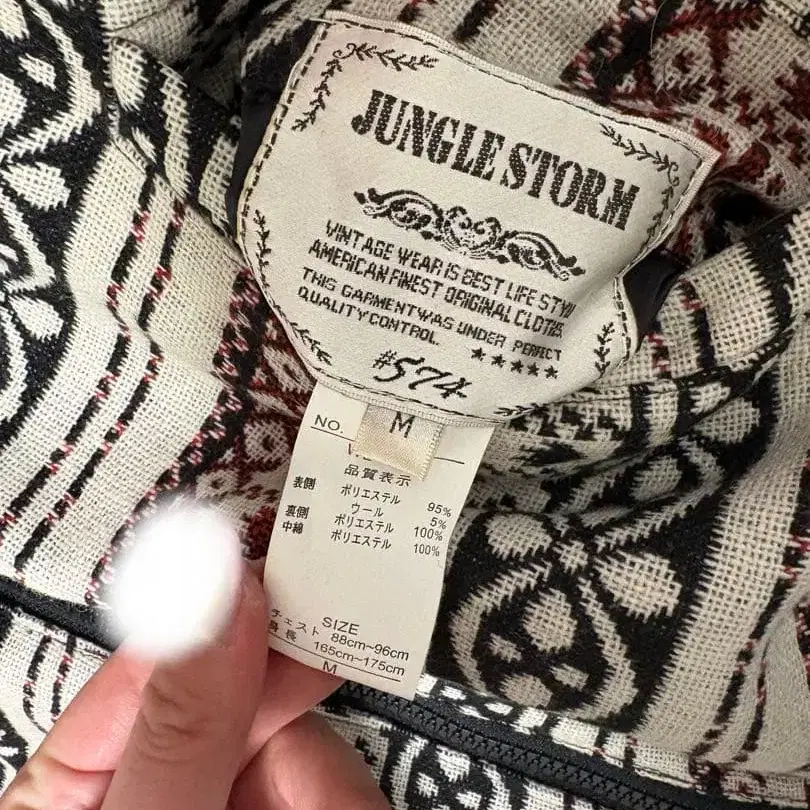 JUNGLE STORM
VINTAGE WEAR IS BEST LIFE STYL
AMERICAN FINEST ORIGINAL CLOTHES
THIS GARMENT WAS UNDER PERFECT
QUALITY CONTROL. ★★★★★
#574
M
NO.
品質表示
表側 ポリエステル 95%
ウール 5%
裏側 ポリエステル 100%
中綿 ポリエステル 100%
SIZE
チェスト 88cm~96cm
身長 165cm~175cm
M